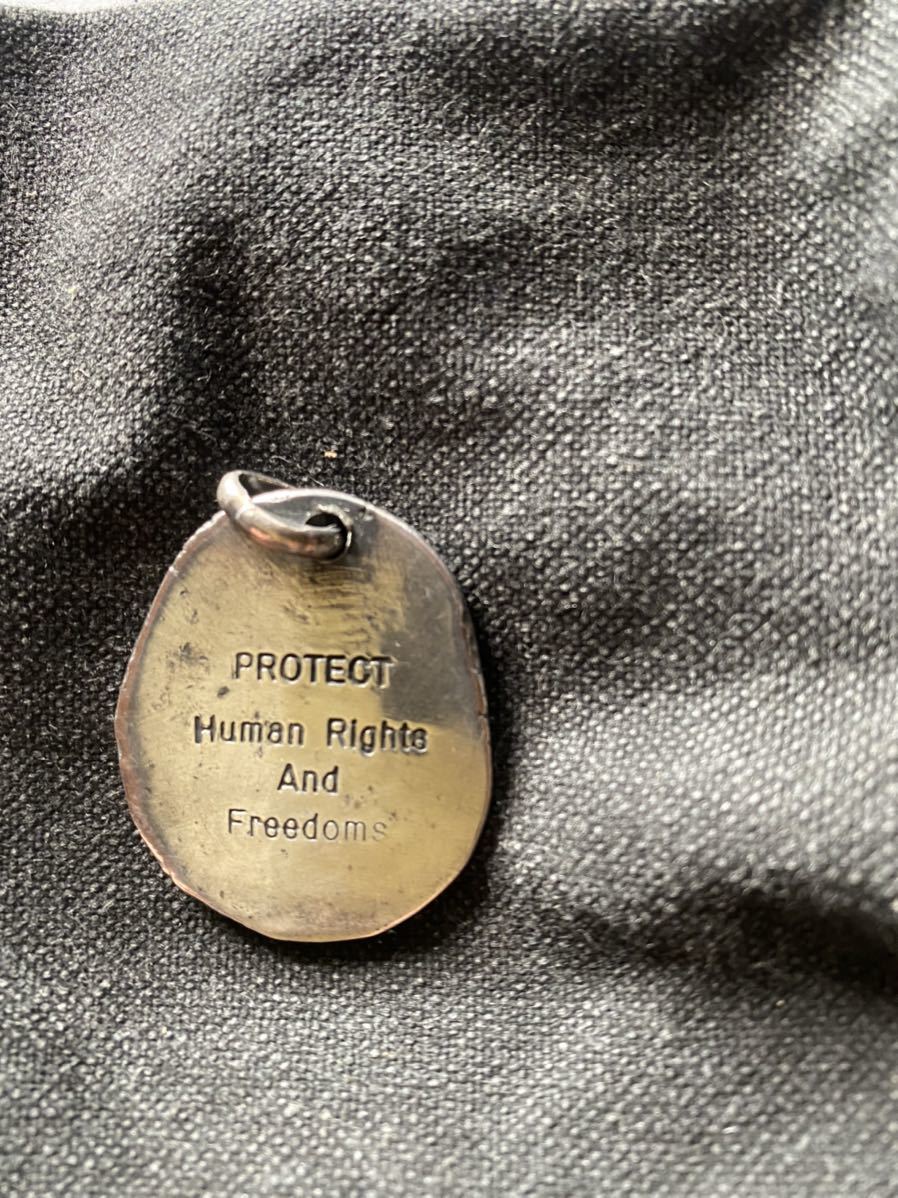 PROTECT
Human Rights
And
Freedoms